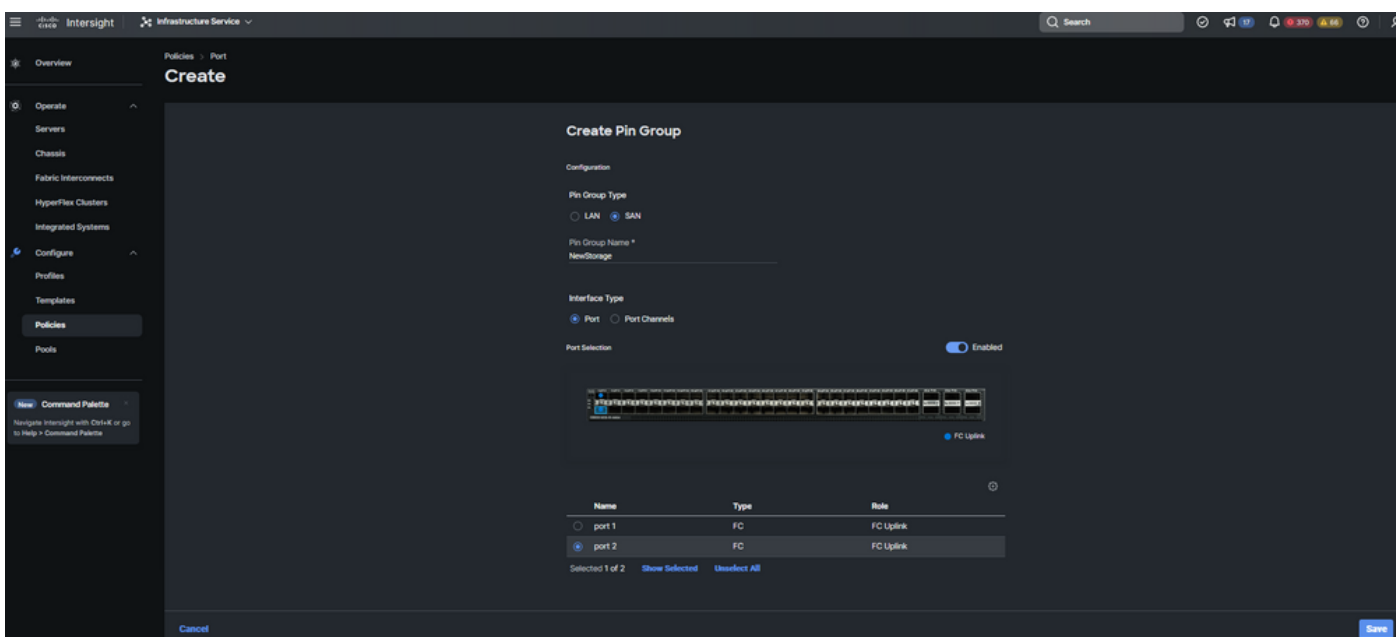 CISCO Intersight
Infrastructure Service
Search
17
370
66
Overview
Operate
Servers
Chassis
Fabric Interconnects
HyperFlex Clusters
Integrated Systems
Configure
Profiles
Templates
Policies
Pools
New Command Palette
Navigate Intersight with Ctrl+K or go
to Help > Command Palette
Policies > Port
Create
Create Pin Group
Configuration
Pin Group Type
LAN SAN
Pin Group Name *
NewStorage
Interface Type
Port Port Channels
Port Selection
Enabled
FC Uplink
Name Type Role
port 1 FC FC Uplink
port 2 FC FC Uplink
Selected 1 of 2 Show Selected Unselect All
Cancel
Save